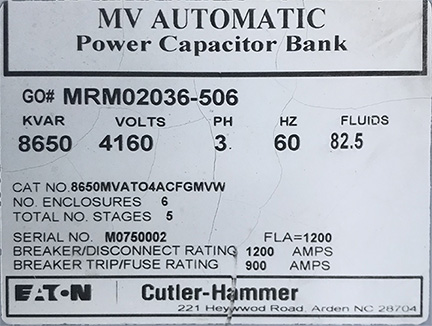 MV AUTOMATIC
Power Capacitor Bank
GO# MRM02036-506
KVAR VOLTS PH HZ FLUIDS
8650 4160 3 60 82.5
CAT NO.8650MVATO4ACFGMVW
NO. ENCLOSURES 6
TOTAL NO. STAGES 5
SERIAL NO. M0750002 FLA=1200
BREAKER/DISCONNECT RATING 1200 AMPS
BREAKER TRIP/FUSE RATING 900 AMPS
EATON Cutler-Hammer
221 Heywood Road, Arden NC 28704